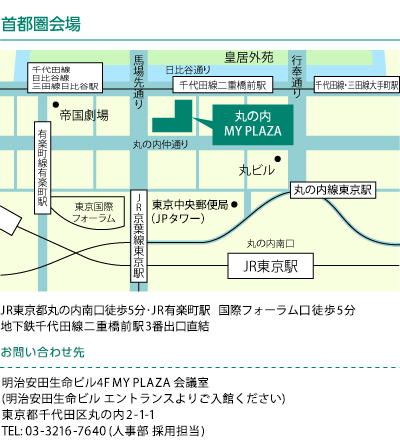 首都圏会場
皇居外苑
馬場先通り
日比谷通り
行幸通り
千代田線
日比谷線
三田線日比谷駅
千代田線二重橋前駅
千代田線・三田線大手町駅
帝国劇場
丸の内
MY PLAZA
有楽町線有楽町駅
丸の内仲通り
丸ビル
丸の内線東京駅
東京国際
フォーラム
JR京葉線東京駅
東京中央郵便局
(JPタワー)
丸の内南口
JR東京駅
JR東京都丸の内南口徒歩5分・JR有楽町駅 国際フォーラム口徒歩5分
地下鉄千代田線二重橋前駅3番出口直結
お問い合わせ先
明治安田生命ビル4F MY PLAZA 会議室
(明治安田生命ビル エントランスよりご入館ください)
東京都千代田区丸の内2-1-1
TEL: 03-3216-7640 (人事部 採用担当)